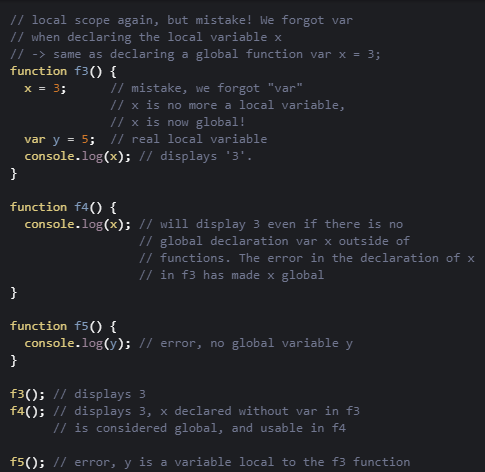 // local scope again, but mistake! We forgot var
// when declaring the local variable x
// -> same as declaring a global function var x = 3;
function f3() {
  x = 3;      // mistake, we forgot "var"
              // x is no more a local variable,
              // x is now global!
  var y = 5;  // real local variable
  console.log(x); // displays '3'.
}

function f4() {
  console.log(x); // will display 3 even if there is no
                  // global declaration var x outside of
                  // functions. The error in the declaration of x
                  // in f3 has made x global
}

function f5() {
  console.log(y); // error, no global variable y
}

f3(); // displays 3
f4(); // displays 3, x declared without var in f3
      // is considered global, and usable in f4

f5(); // error, y is a variable local to the f3 function